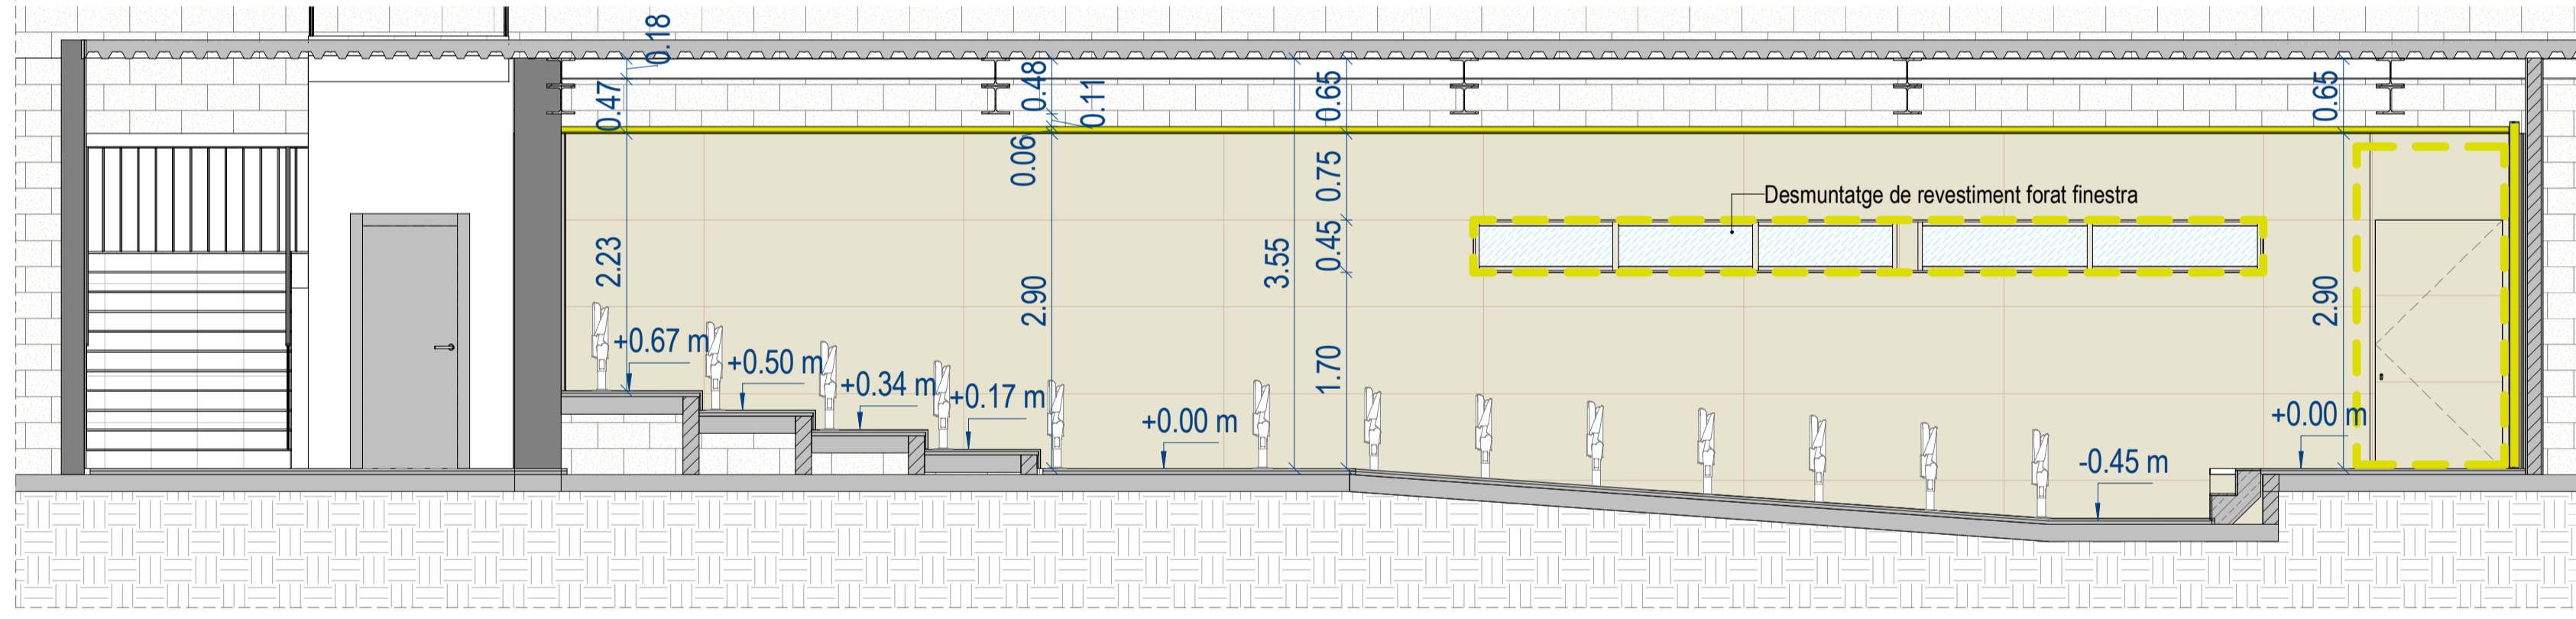 0.18
0.47
0.48
0.11
0.65
0.65
0.06
0.75
Desmuntatge de revestiment forat finestra
2.23
3.55
0.45
2.90
2.90
1.70
+0.67 m
+0.50 m
+0.34 m
+0.17 m
+0.00 m
+0.00 m
-0.45 m